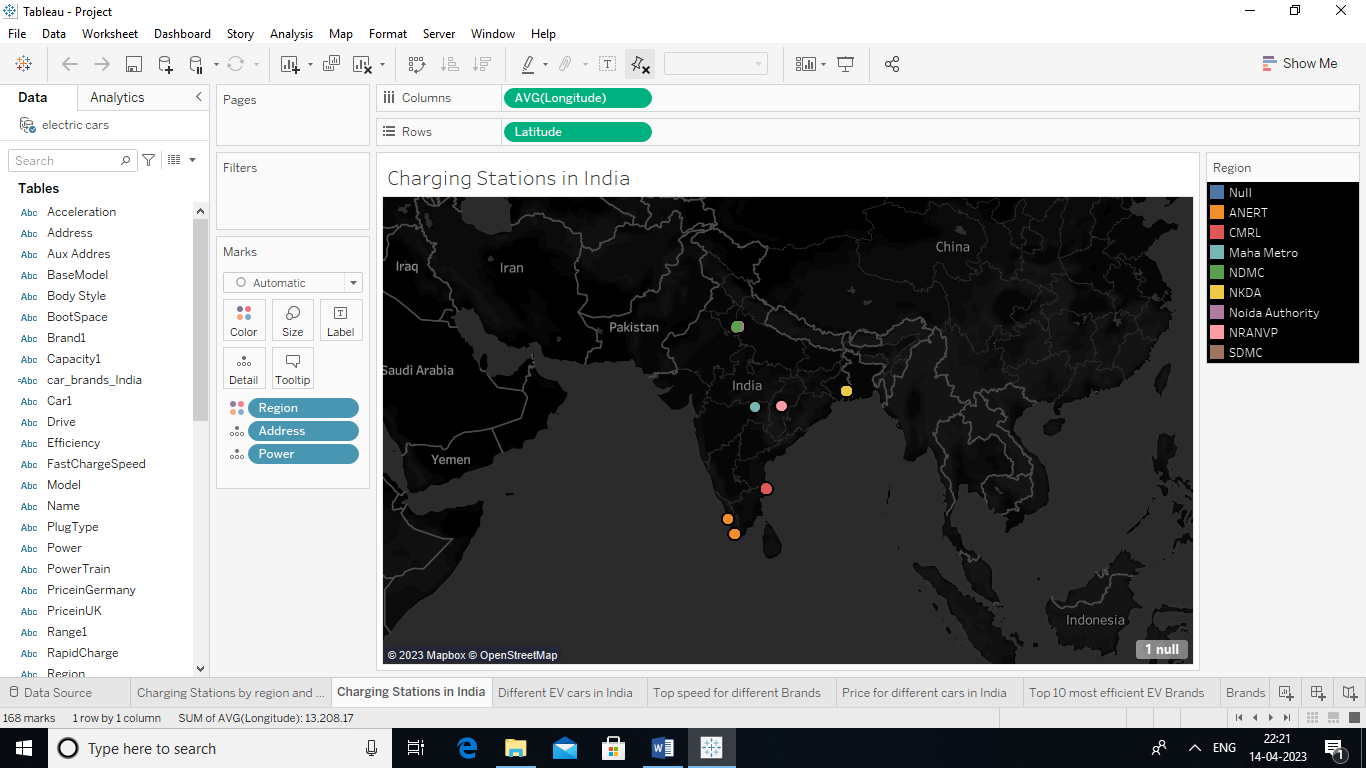 Tableau - Project
File Data Worksheet Dashboard Story Analysis Map Format Server Window Help
Show Me
Data Analytics
electric cars
Search
Tables
Abc Acceleration
Abc Address
Abc Aux Addres
Abc BaseModel
Abc Body Style
Abc BootSpace
Abc Brand1
Abc Capacity1
=Abc car_brands_India
Abc Car1
Abc Drive
Abc Efficiency
Abc FastChargeSpeed
Abc Model
Abc Name
Abc PlugType
Abc Power
Abc PowerTrain
Abc PriceinGermany
Abc PriceinUK
Abc Range1
Abc RapidCharge
Abc Region
Pages
Filters
Marks
Automatic
Color Size Label
Detail Tooltip
Region
Address
Power
Columns AVG(Longitude)
Rows Latitude
Charging Stations in India
China
Iraq
Iran
Pakistan
Saudi Arabia
India
Yemen
Indonesia
© 2023 Mapbox © OpenStreetMap
1 null
Region
Null
ANERT
CMRL
Maha Metro
NDMC
NKDA
Noida Authority
NRANVP
SDMC
Data Source Charging Stations by region and ... Charging Stations in India Different EV cars in India Top speed for different Brands Price for different cars in India Top 10 most efficient EV Brands Brands
168 marks 1 row by 1 column SUM of AVG(Longitude): 13,208.17
Type here to search
ENG
22:21
14-04-2023
1